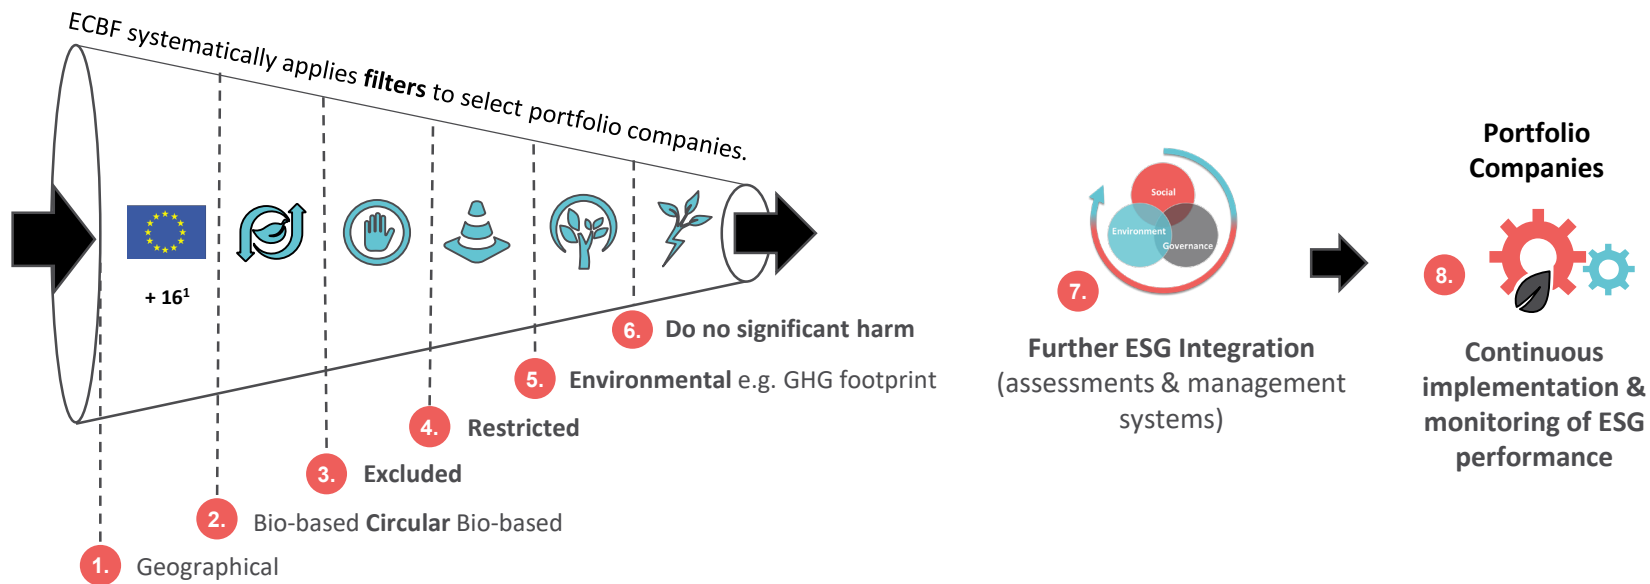 ECBF systematically applies filters to select portfolio companies.
+ 16¹
6. Do no significant harm
5. Environmental e.g. GHG footprint
4. Restricted
3. Excluded
2. Bio-based Circular Bio-based
1. Geographical
Social
Environment
Governance
7.
Further ESG Integration
(assessments & management
systems)
Portfolio
Companies
8.
Continuous
implementation &
monitoring of ESG
performance